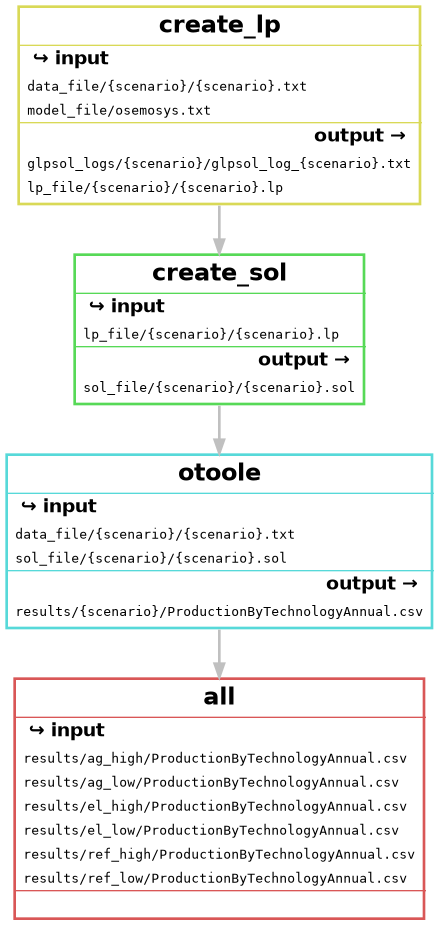 create_lp
↪ input
data_file/{scenario}/{scenario}.txt
model_file/osemosys.txt
output →
glpsol_logs/{scenario}/glpsol_log_{scenario}.txt
lp_file/{scenario}/{scenario}.lp
create_sol
↪ input
lp_file/{scenario}/{scenario}.lp
output →
sol_file/{scenario}/{scenario}.sol
otoole
↪ input
data_file/{scenario}/{scenario}.txt
sol_file/{scenario}/{scenario}.sol
output →
results/{scenario}/ProductionByTechnologyAnnual.csv
all
↪ input
results/ag_high/ProductionByTechnologyAnnual.csv
results/ag_low/ProductionByTechnologyAnnual.csv
results/el_high/ProductionByTechnologyAnnual.csv
results/el_low/ProductionByTechnologyAnnual.csv
results/ref_high/ProductionByTechnologyAnnual.csv
results/ref_low/ProductionByTechnologyAnnual.csv